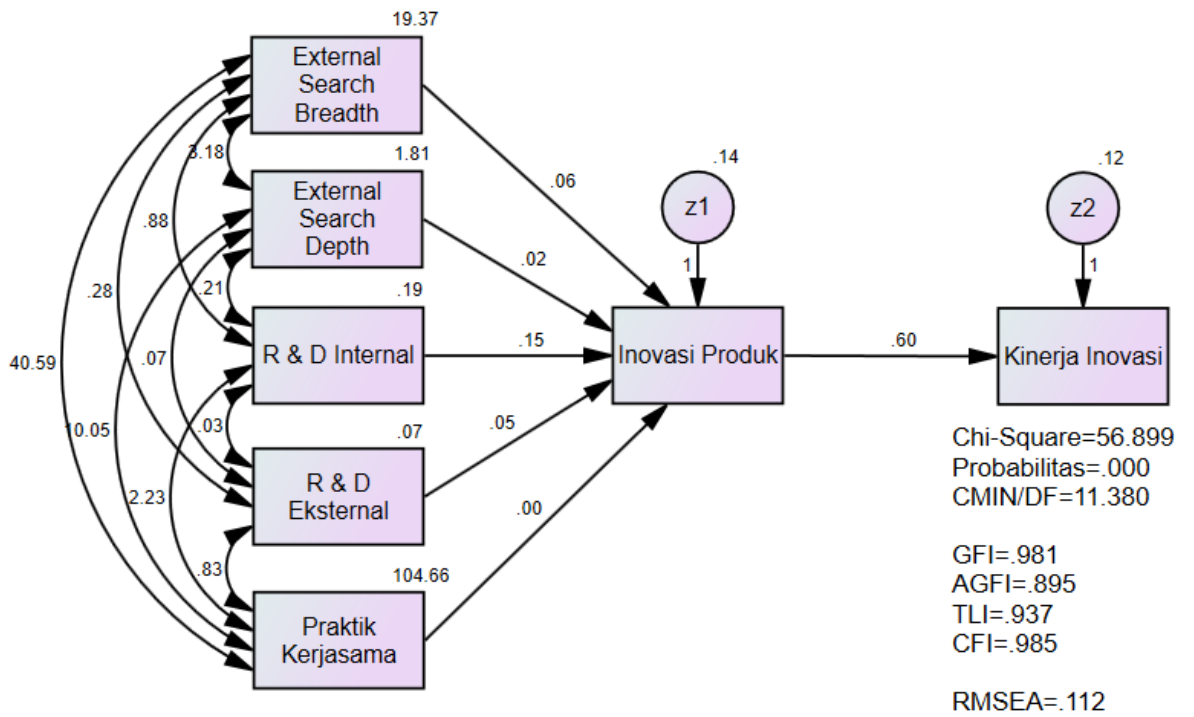 19.37
External
Search
Breadth
3.18
1.81
.14
.12
.06
z1
z2
External
Search
Depth
.88
.02
1
1
.21
.19
.28
R & D Internal
.15
Inovasi Produk
.60
Kinerja Inovasi
40.59
.07
10.05
.03
.07
.05
R & D
Eksternal
2.23
.00
.83
104.66
Praktik
Kerjasama
Chi-Square=56.899
Probabilitas=.000
CMIN/DF=11.380
GFI=.981
AGFI=.895
TLI=.937
CFI=.985
RMSEA=.112